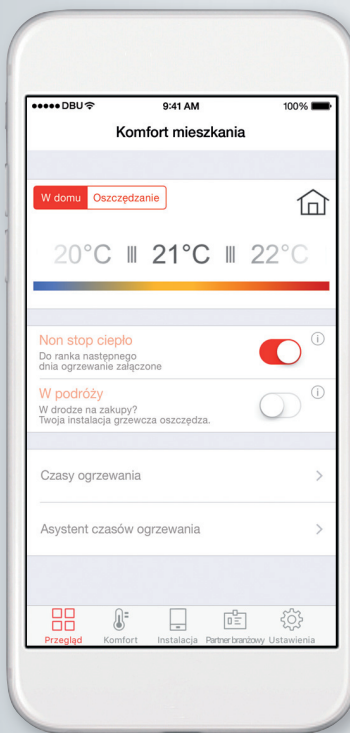 DBU 9:41 AM 100%
Komfort mieszkania
W domu Oszczędzanie
20°C 21°C 22°C
Non stop ciepło
Do ranka następnego
dnia ogrzewanie załączone
W podróży
W drodze na zakupy?
Twoja instalacja grzewcza oszczędza.
Czasy ogrzewania
Asystent czasów ogrzewania
Przegląd Komfort Instalacja Partner branżowy Ustawienia